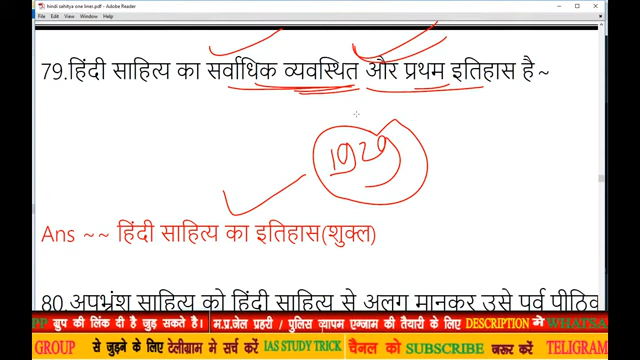 hindi sahitya one lines.pdf - Adobe Reader
File Edit View Window Help
79.हिंदी साहित्य का सर्वाधिक व्यवस्थित और प्रथम इतिहास है~
1929
Ans ~~ हिंदी साहित्य का इतिहास(शुक्ल)
80.अपभ्रंश साहित्य को हिंदी साहित्य से अलग मानकर उसे पूर्व पीठिक
PP ग्रुप की लिंक दी है जुड़ सकते है। म.प्र.जेल प्रहरी / पुलिस व्यापम एग्जाम की तैयारी के लिए DESCRIPTION मे WHATSA
GROUP से जुड़ने के लिए टेलीग्राम मे सर्च करें IAS STUDY TRICK चैनल को SUBSCRIBE जरूर करें TELIGRAM